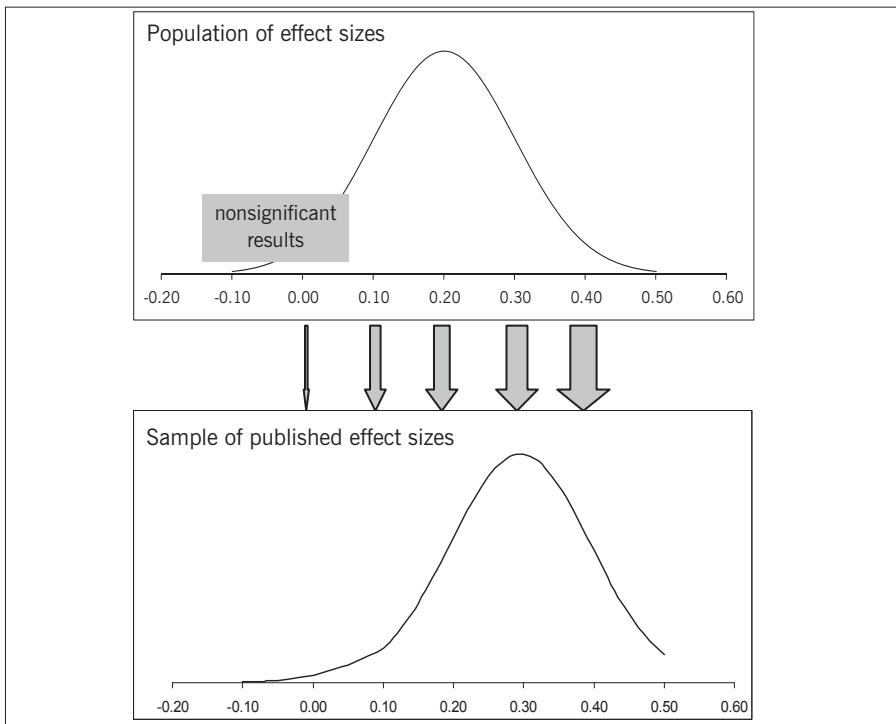 Population of effect sizes
nonsignificant
results
-0.20 -0.10 0.00 0.10 0.20 0.30 0.40 0.50 0.60
Sample of published effect sizes
-0.20 -0.10 0.00 0.10 0.20 0.30 0.40 0.50 0.60